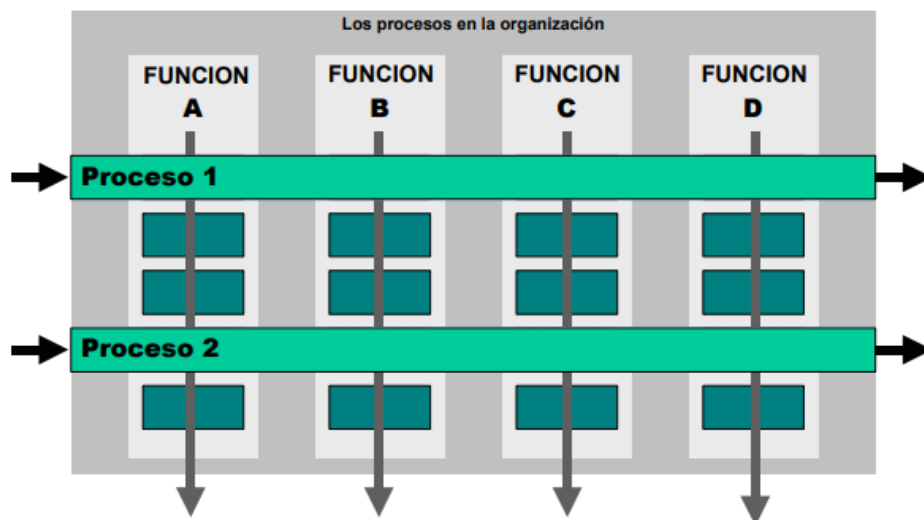 Los procesos en la organización
FUNCION
A
FUNCION
B
FUNCION
C
FUNCION
D
Proceso 1
Proceso 2